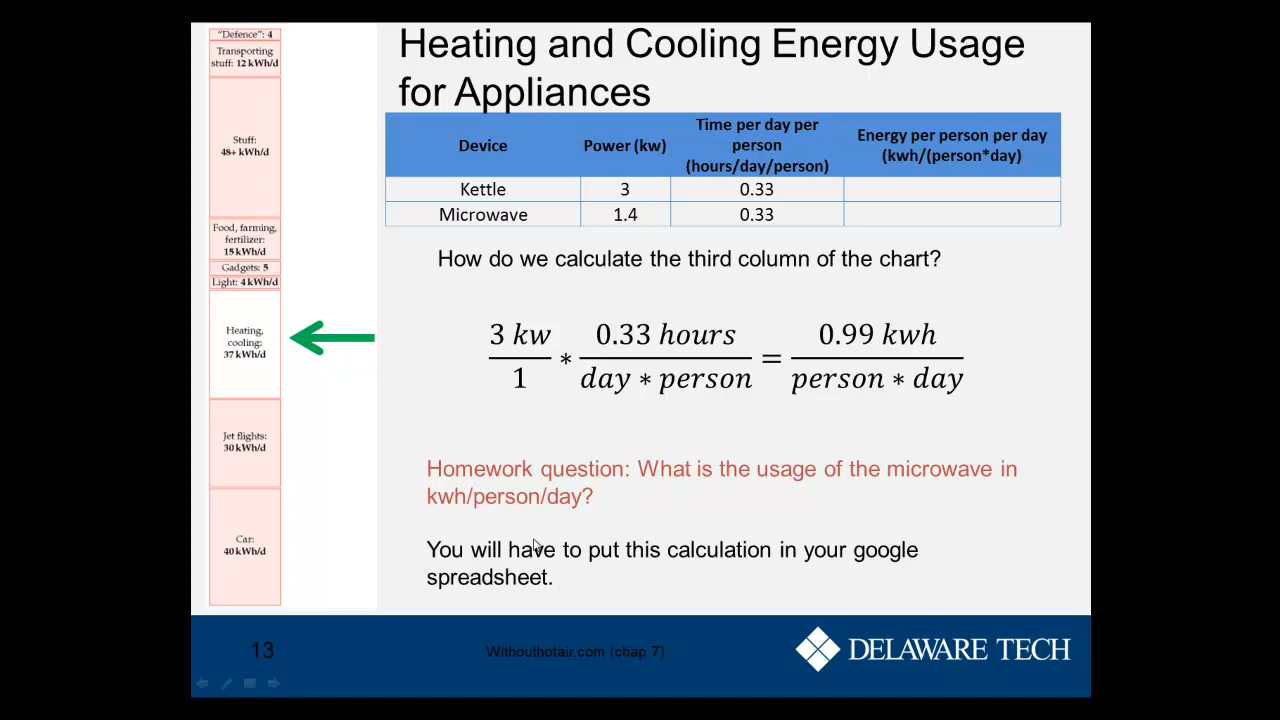 "Defence": 4
Transporting
stuff: 12 kWh/d
Stuff:
48+ kWh/d
Food, farming,
fertilizer:
15 kWh/d
Gadgets: 5
Light: 4 kWh/d
Heating,
cooling:
37 kWh/d
Jet flights:
30 kWh/d
Car:
40 kWh/d
Heating and Cooling Energy Usage
for Appliances
Device Power (kw) Time per day per person (hours/day/person) Energy per person per day (kwh/(person*day)
Kettle 3 0.33
Microwave 1.4 0.33
How do we calculate the third column of the chart?
3 kw / 1 * 0.33 hours / day * person = 0.99 kwh / person * day
Homework question: What is the usage of the microwave in
kwh/person/day?
You will have to put this calculation in your google
spreadsheet.
13 Withouthotair.com (chap 7) DELAWARE TECH